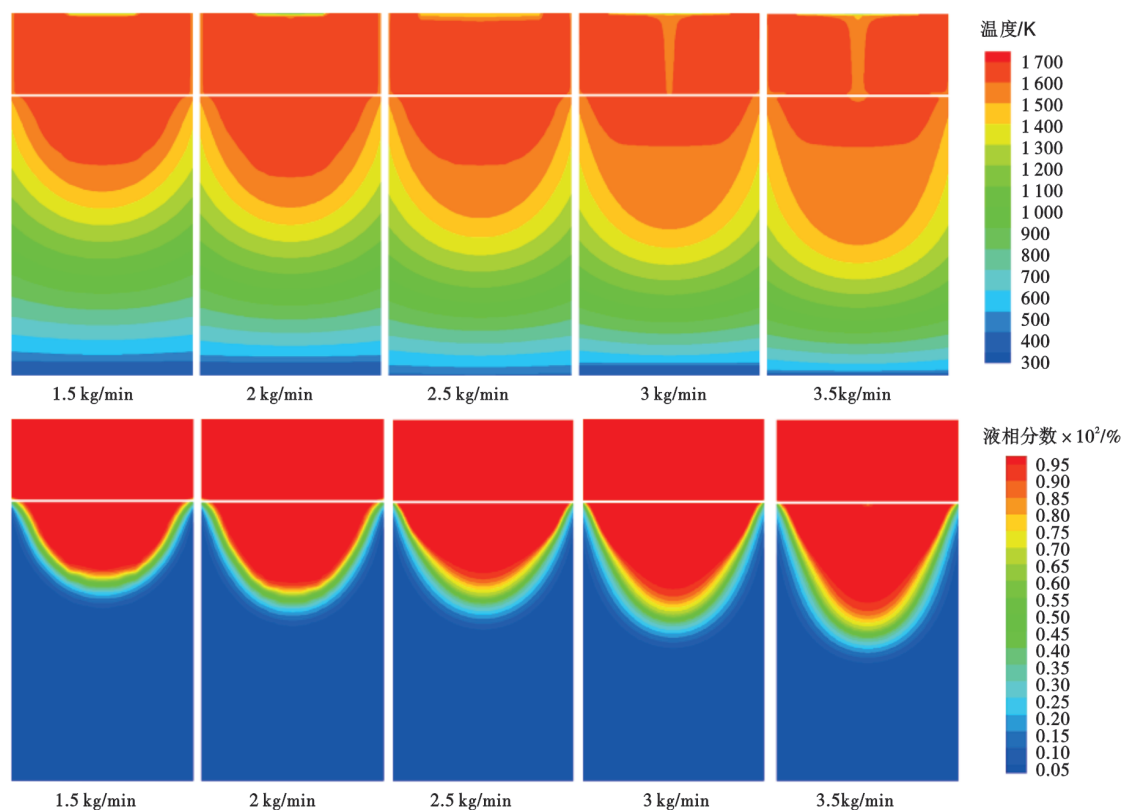 温度/K
1 700
1 600
1 500
1 400
1 300
1 200
1 100
1 000
900
800
700
600
500
400
300
1.5 kg/min
2 kg/min
2.5 kg/min
3 kg/min
3.5kg/min
液相分数×10²/%
0.95
0.90
0.85
0.80
0.75
0.70
0.65
0.60
0.55
0.50
0.45
0.40
0.35
0.30
0.25
0.20
0.15
0.10
0.05
1.5 kg/min
2 kg/min
2.5 kg/min
3 kg/min
3.5kg/min